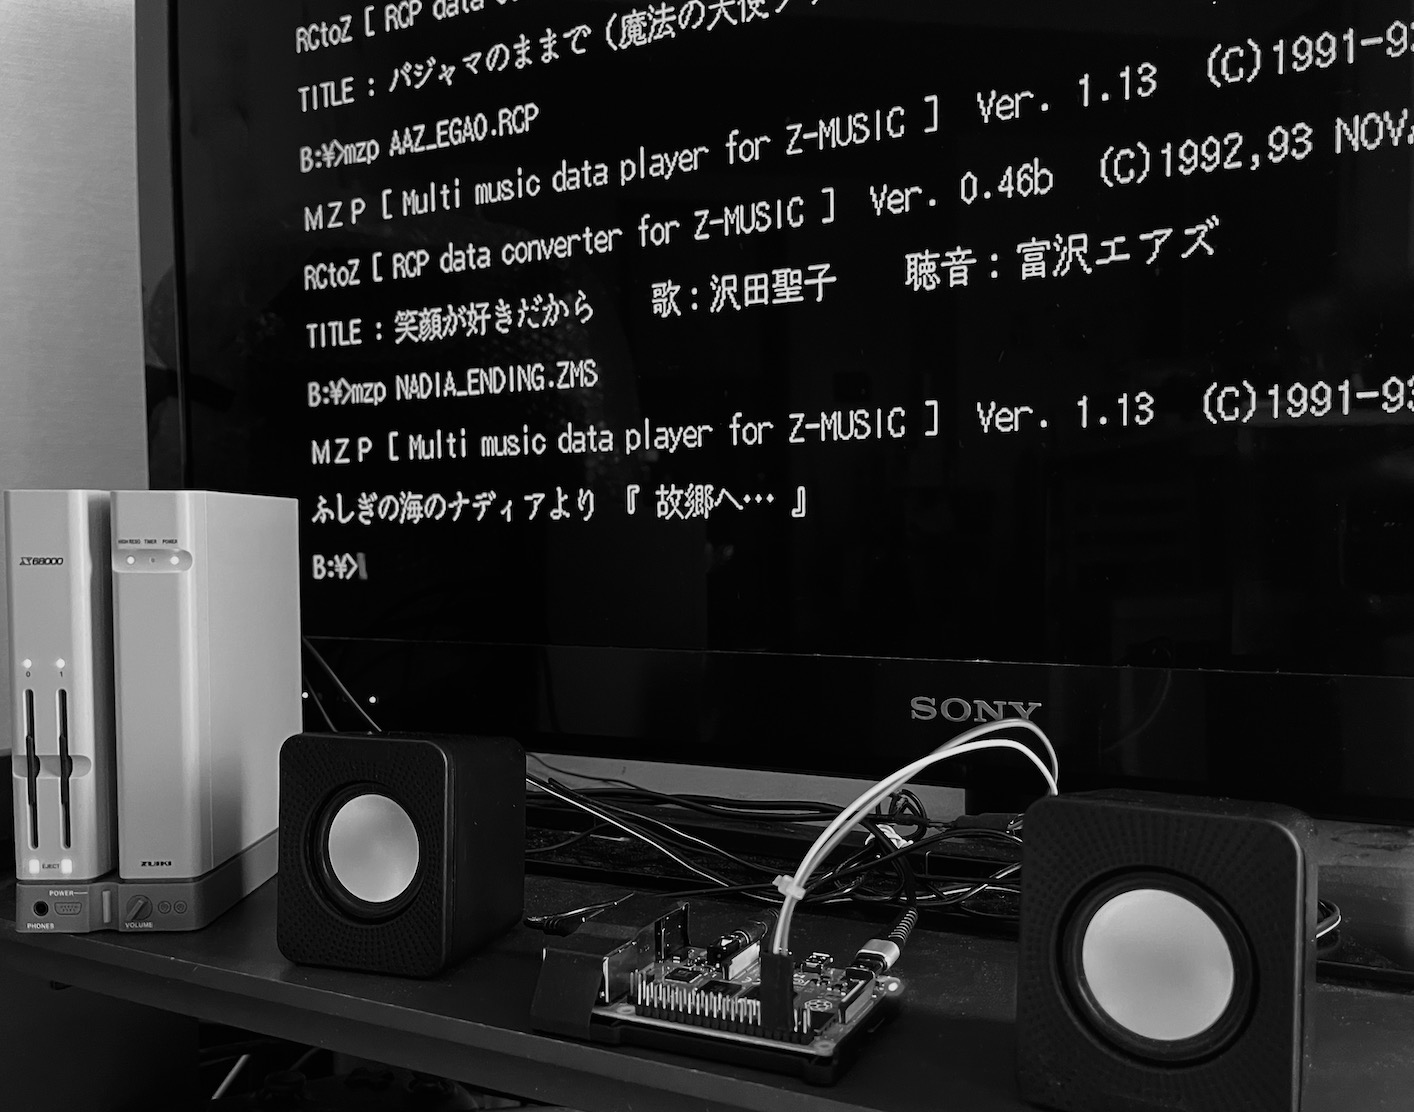 RCtoZ [ RCP data
TITLE : パジャマのままで (魔法の天使
B:¥>mzp AAZ_EGAO.RCP
MZP [ Multi music data player for Z-MUSIC ] Ver. 1.13 (C)1991-93
RCtoZ [ RCP data converter for Z-MUSIC ] Ver. 0.46b (C)1992,93 NOVA
TITLE : 笑顔が好きだから 歌:沢田聖子 聴音:富沢エアズ
B:¥>mzp NADIA_ENDING.ZMS
MZP [ Multi music data player for Z-MUSIC ] Ver. 1.13 (C)1991-93
ふしぎの海のナディアより 『 故郷へ… 』
B:¥>
SONY
X68000
HIGH RESO. TIMER POWER
0 1
EJECT
ZUIKI
POWER
PHONES
VOLUME